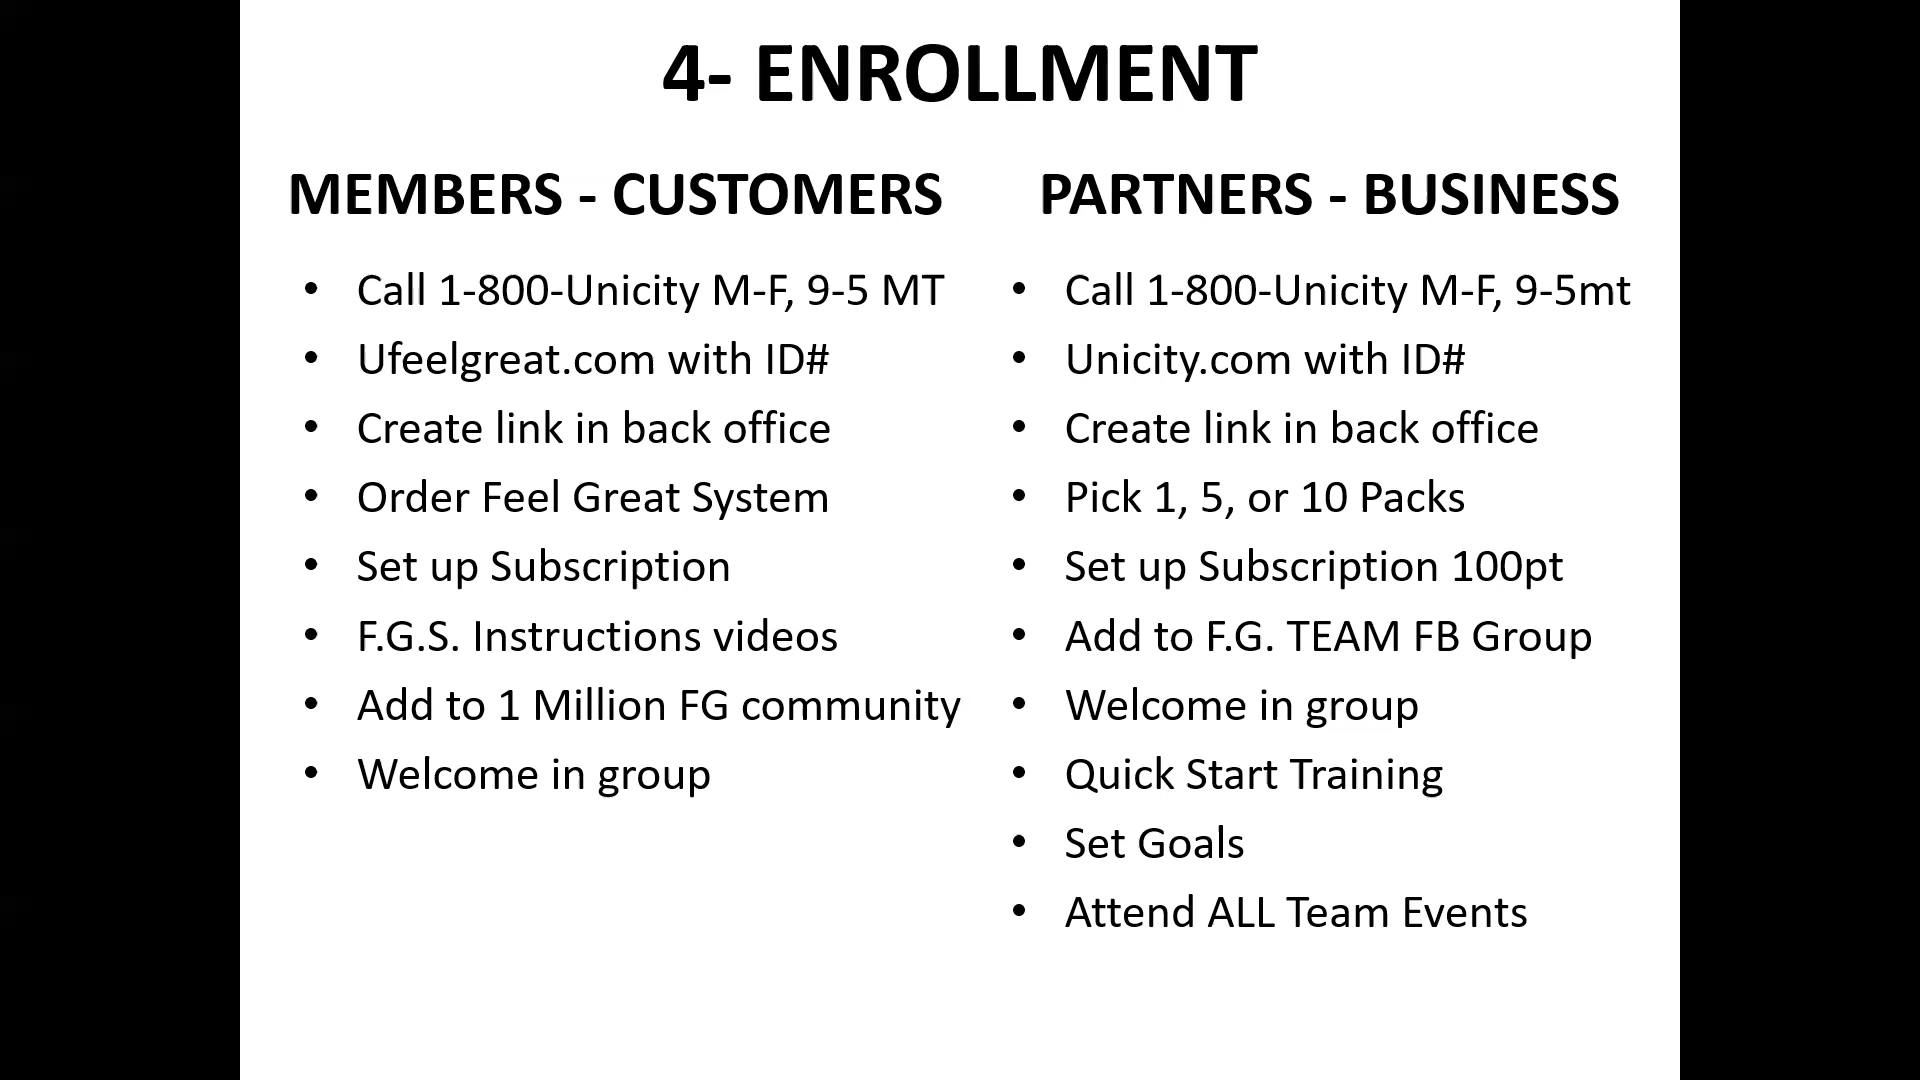 4- ENROLLMENT
MEMBERS - CUSTOMERS
• Call 1-800-Unicity M-F, 9-5 MT
• Ufeelgreat.com with ID#
• Create link in back office
• Order Feel Great System
• Set up Subscription
• F.G.S. Instructions videos
• Add to 1 Million FG community
• Welcome in group
PARTNERS - BUSINESS
• Call 1-800-Unicity M-F, 9-5mt
• Unicity.com with ID#
• Create link in back office
• Pick 1, 5, or 10 Packs
• Set up Subscription 100pt
• Add to F.G. TEAM FB Group
• Welcome in group
• Quick Start Training
• Set Goals
• Attend ALL Team Events